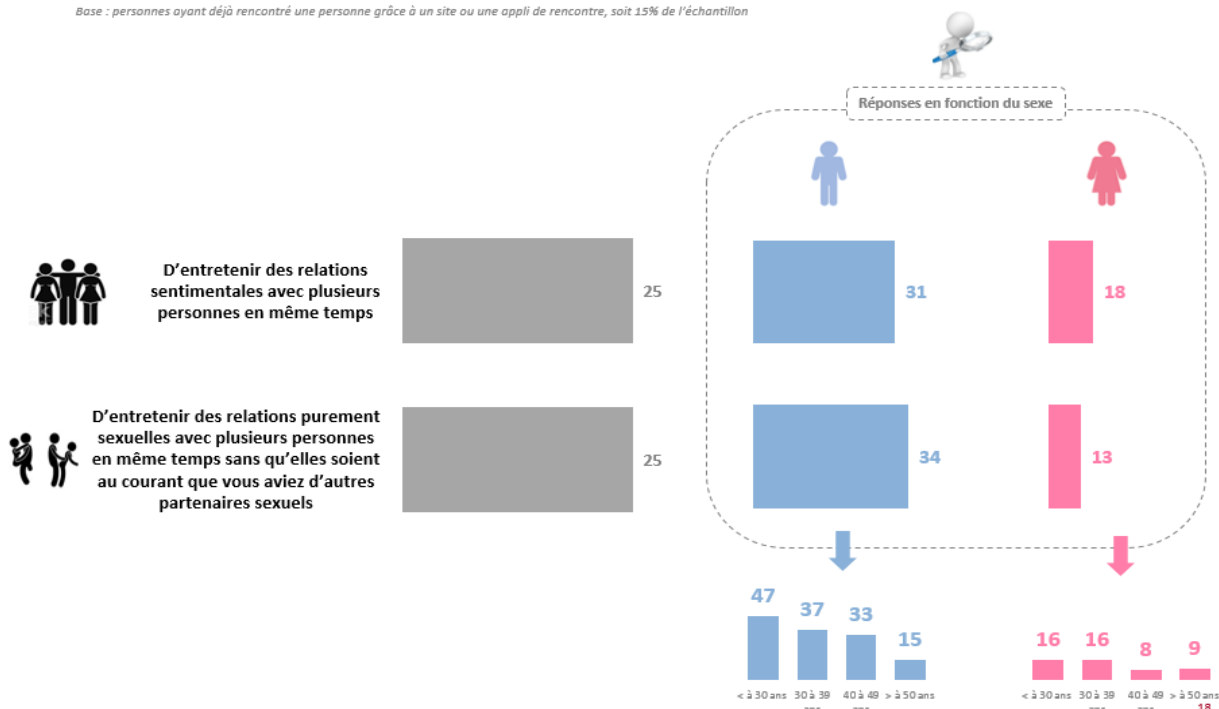 Base : personnes ayant déjà rencontré une personne grâce à un site ou une appli de rencontre, soit 15% de l'échantillon
Réponses en fonction du sexe
D'entretenir des relations
sentimentales avec plusieurs
personnes en même temps
25
31
18
D'entretenir des relations purement
sexuelles avec plusieurs personnes
en même temps sans qu'elles soient
au courant que vous aviez d'autres
partenaires sexuels
25
34
13
47
37
33
15
16
16
8
9
< à 30 ans
30 à 39
ans
40 à 49
ans
> à 50 ans
< à 30 ans
30 à 39
ans
40 à 49
ans
> à 50 ans
18